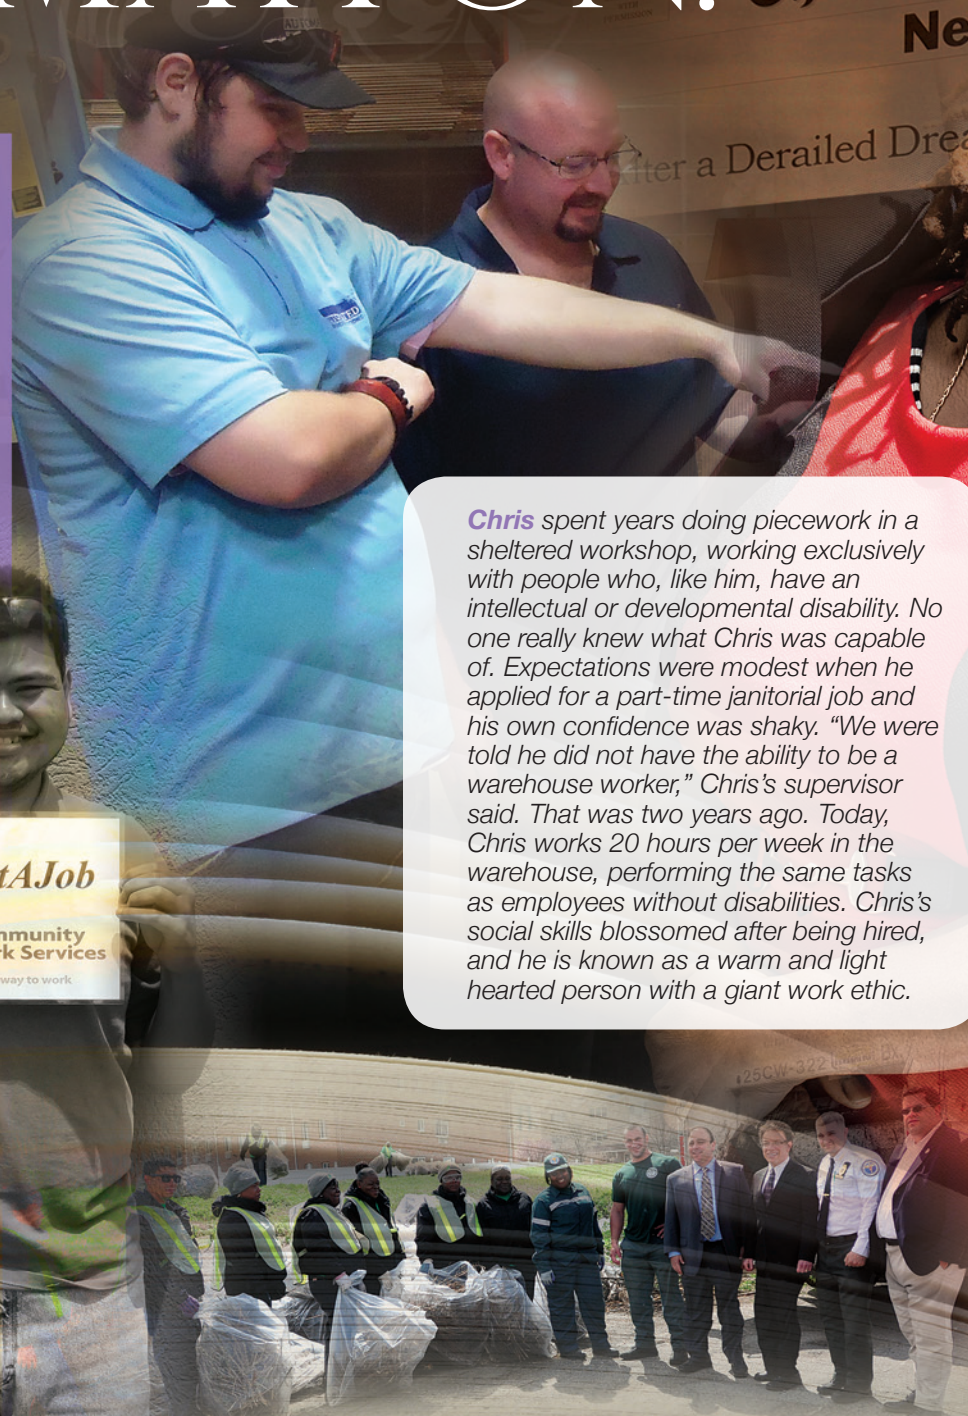 Ne
a Derailed
Chris spent years doing piecework in a
sheltered workshop, working exclusively
with people who, like him, have an
intellectual or developmental disability. No
one really knew what Chris was capable
of. Expectations were modest when he
applied for a part-time janitorial job and
his own confidence was shaky. “We were
told he did not have the ability to be a
warehouse worker,” Chris’s supervisor
said. That was two years ago. Today,
Chris works 20 hours per week in the
warehouse, performing the same tasks
as employees without disabilities. Chris’s
social skills blossomed after being hired,
and he is known as a warm and light
hearted person with a giant work ethic.
tAJob
mmunity
rk Services
way to work